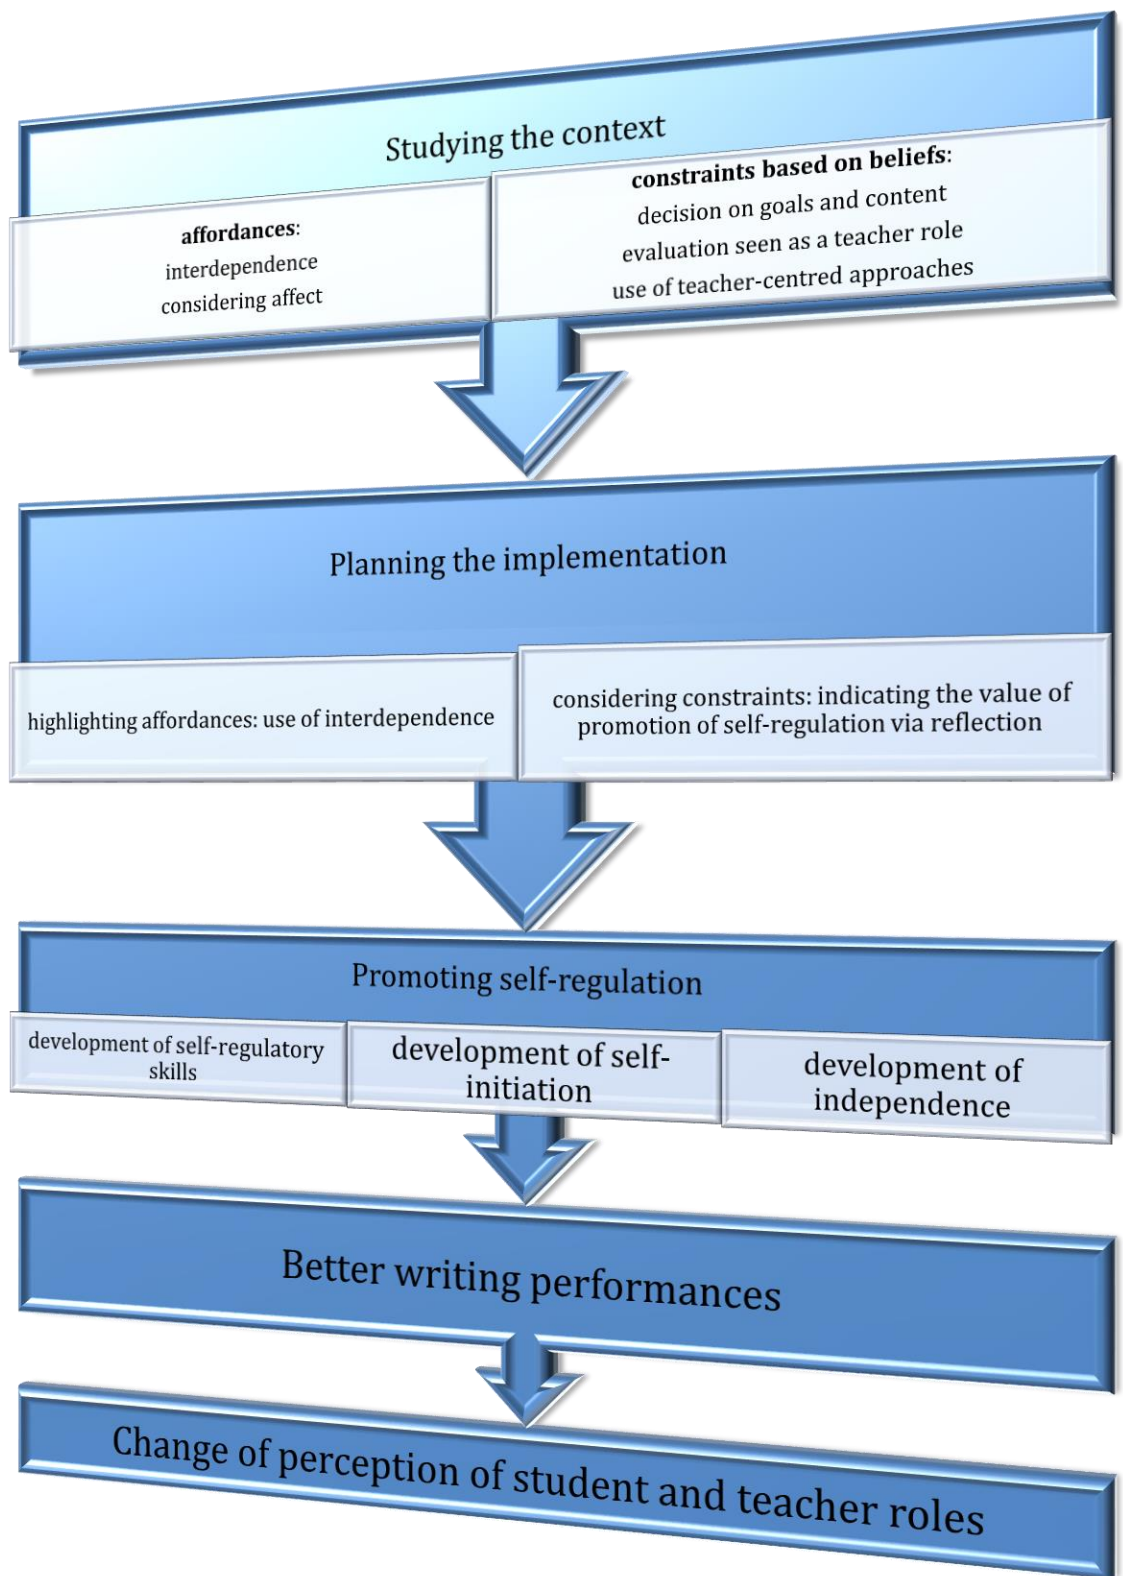 Studying the context
affordances:
interdependence
considering affect
constraints based on beliefs:
decision on goals and content
evaluation seen as a teacher role
use of teacher-centred approaches
Planning the implementation
highlighting affordances: use of interdependence
considering constraints: indicating the value of
promotion of self-regulation via reflection
Promoting self-regulation
development of self-regulatory
skills
development of self-
initiation
development of
independence
Better writing performances
Change of perception of student and teacher roles